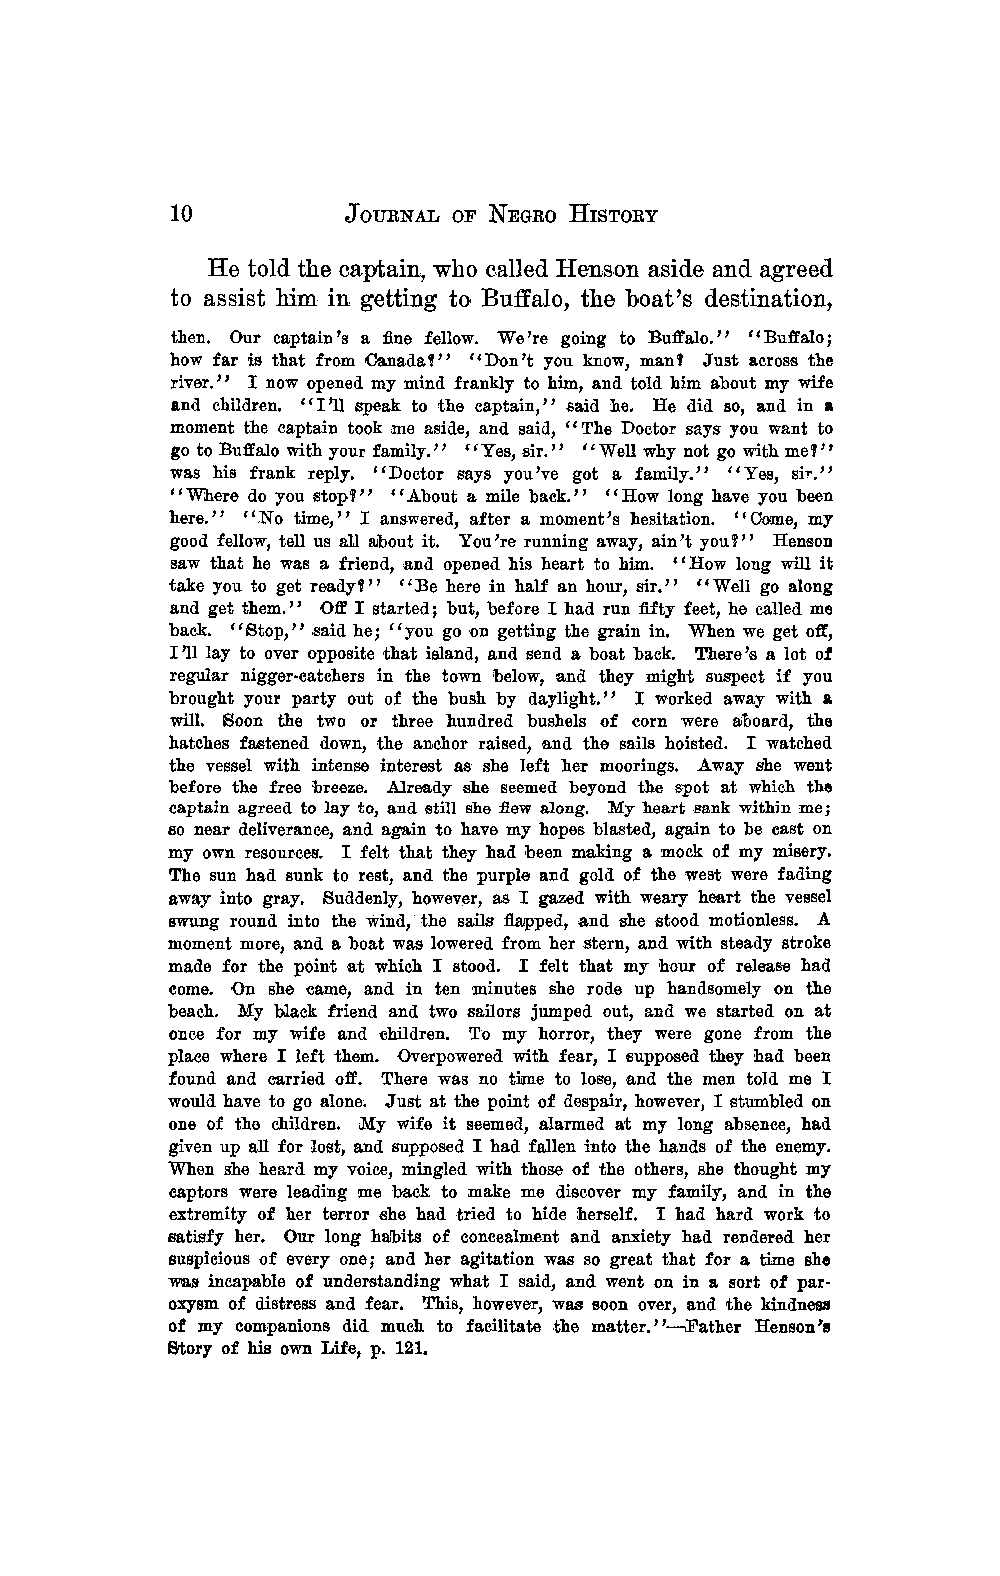 10 JOURNAL OF NEGRO HISTORY
He told the captain, who called Henson aside and agreed
to assist him in getting to Buffalo, the boat's destination,
then. Our captain's a fine fellow. We're going to Buffalo.'' ''Buffalo;
how far is that from Canada?'' ''Don't you know, man? Just across the
river.'' I now opened my mind frankly to him, and told him about my wife
and children. ''I'll speak to the captain,'' said he. He did so, and in a
moment the captain took me aside, and said, ''The Doctor says you want to
go to Buffalo with your family.'' ''Yes, sir.'' ''Well why not go with me?''
was his frank reply. ''Doctor says you've got a family.'' ''Yes, sir.''
''Where do you stop?'' ''About a mile back.'' ''How long have you been
here.'' ''No time,'' I answered, after a moment's hesitation. ''Come, my
good fellow, tell us all about it. You're running away, ain't you?'' Henson
saw that he was a friend, and opened his heart to him. ''How long will it
take you to get ready?'' ''Be here in half an hour, sir.'' ''Well go along
and get them.'' Off I started; but, before I had run fifty feet, he called me
back. ''Stop,'' said he; ''you go on getting the grain in. When we get off,
I'll lay to over opposite that island, and send a boat back. There's a lot of
regular nigger-catchers in the town below, and they might suspect if you
brought your party out of the bush by daylight.'' I worked away with a
will. Soon the two or three hundred bushels of corn were aboard, the
hatches fastened down, the anchor raised, and the sails hoisted. I watched
the vessel with intense interest as she left her moorings. Away she went
before the free breeze. Already she seemed beyond the spot at which the
captain agreed to lay to, and still she flew along. My heart sank within me;
so near deliverance, and again to have my hopes blasted, again to be cast on
my own resources. I felt that they had been making a mock of my misery.
The sun had sunk to rest, and the purple and gold of the west were fading
away into gray. Suddenly, however, as I gazed with weary heart the vessel
swung round into the wind, the sails flapped, and she stood motionless. A
moment more, and a boat was lowered from her stern, and with steady stroke
made for the point at which I stood. I felt that my hour of release had
come. On she came, and in ten minutes she rode up handsomely on the
beach. My black friend and two sailors jumped out, and we started on at
once for my wife and children. To my horror, they were gone from the
place where I left them. Overpowered with fear, I supposed they had been
found and carried off. There was no time to lose, and the men told me I
would have to go alone. Just at the point of despair, however, I stumbled on
one of the children. My wife it seemed, alarmed at my long absence, had
given up all for lost, and supposed I had fallen into the hands of the enemy.
When she heard my voice, mingled with those of the others, she thought my
captors were leading me back to make me discover my family, and in the
extremity of her terror she had tried to hide herself. I had hard work to
satisfy her. Our long habits of concealment and anxiety had rendered her
suspicious of every one; and her agitation was so great that for a time she
was incapable of understanding what I said, and went on in a sort of par-
oxysm of distress and fear. This, however, was soon over, and the kindness
of my companions did much to facilitate the matter.''—Father Henson's
Story of his own Life, p. 121.